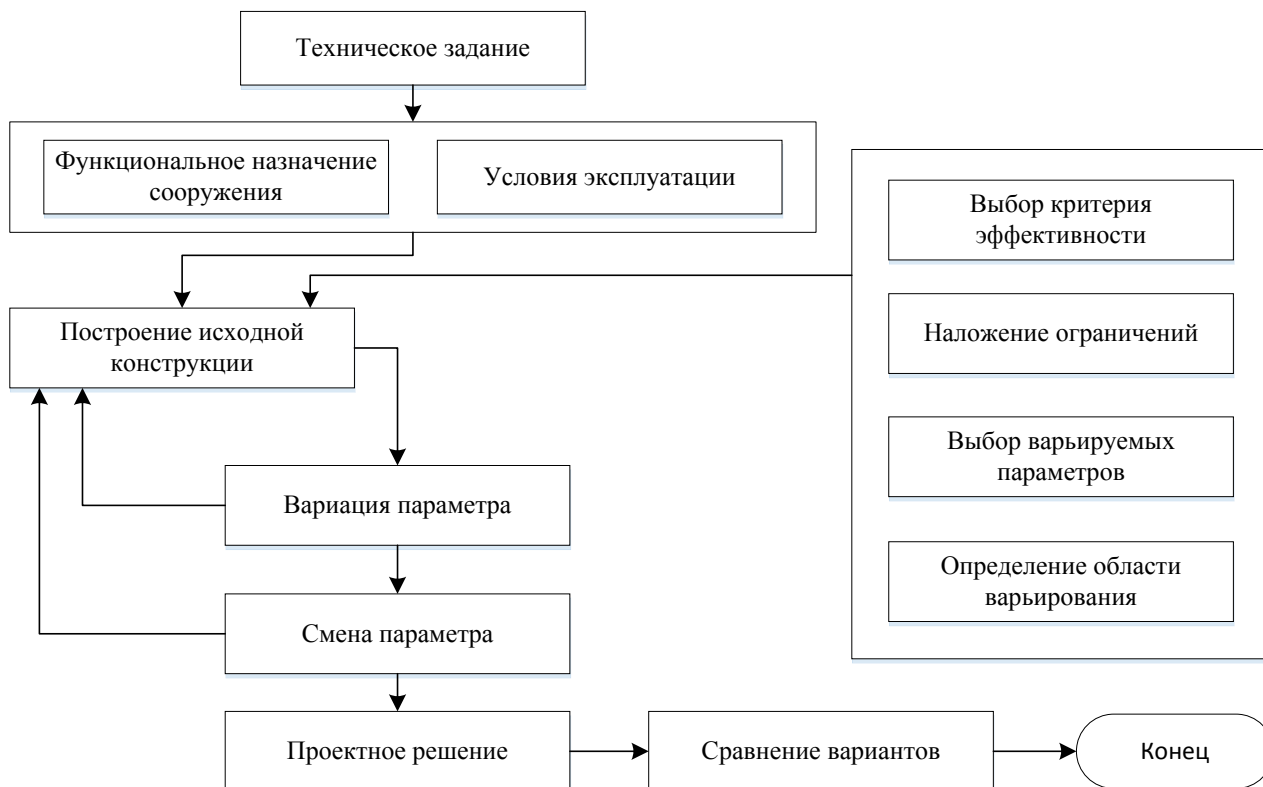 Техническое задание
Функциональное назначение
сооружения
Условия эксплуатации
Выбор критерия
эффективности
Наложение ограничений
Построение исходной
конструкции
Выбор варьируемых
параметров
Вариация параметра
Определение области
варьирования
Смена параметра
Проектное решение
Сравнение вариантов
Конец